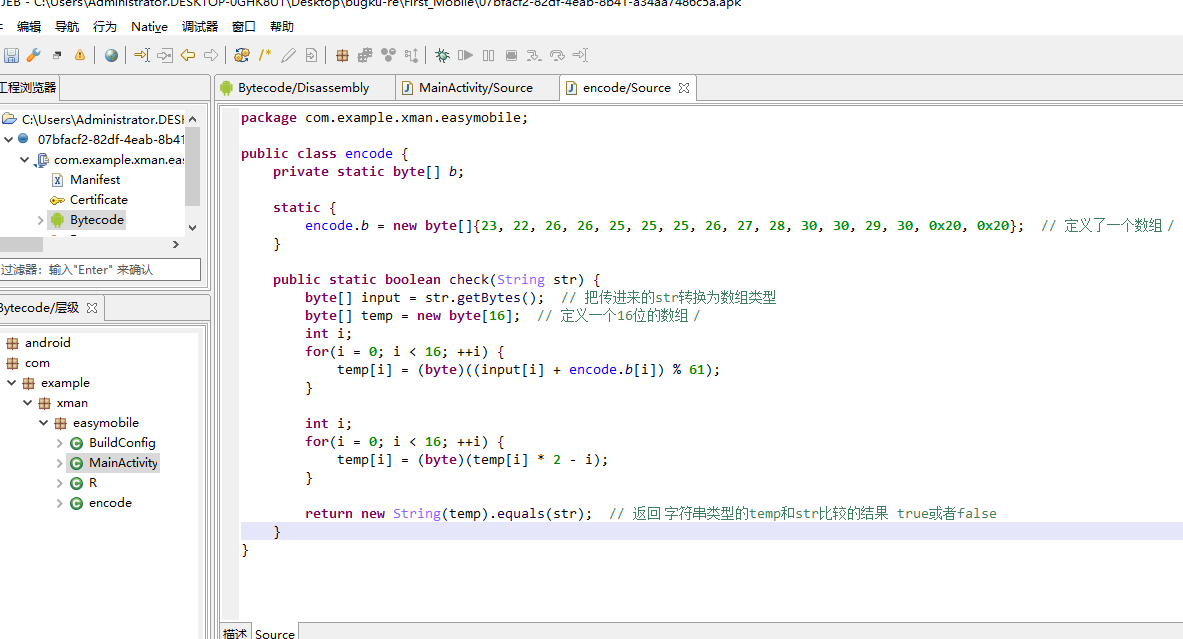 JEB - C:\Users\Administrator.DESKTOP-0GHK8U1\Desktop\bugku-re\First_Mobile\07bfacf2-82df-4eab-8b41-a34aa7486c5a.apk
编辑 导航 行为 Native 调试器 窗口 帮助
工程浏览器
Bytecode/Disassembly MainActivity/Source encode/Source
C:\Users\Administrator.DESK
07bfacf2-82df-4eab-8b41
com.example.xman.eas
Manifest
Certificate
Bytecode
过滤器: 输入"Enter" 来确认
Bytecode/层级
android
com
example
xman
easymobile
BuildConfig
MainActivity
R
encode
package com.example.xman.easymobile;
public class encode {
private static byte[] b;
static {
encode.b = new byte[]{23, 22, 26, 26, 25, 25, 25, 26, 27, 28, 30, 30, 29, 30, 0x20, 0x20}; // 定义了一个数组 /
}
public static boolean check(String str) {
byte[] input = str.getBytes(); // 把传进来的str转换为数组类型
byte[] temp = new byte[16]; // 定义一个16位的数组 /
int i;
for(i = 0; i < 16; ++i) {
temp[i] = (byte)((input[i] + encode.b[i]) % 61);
}
int i;
for(i = 0; i < 16; ++i) {
temp[i] = (byte)(temp[i] * 2 - i);
}
return new String(temp).equals(str); // 返回 字符串类型的temp和str比较的结果 true或者false
}
}
描述 Source